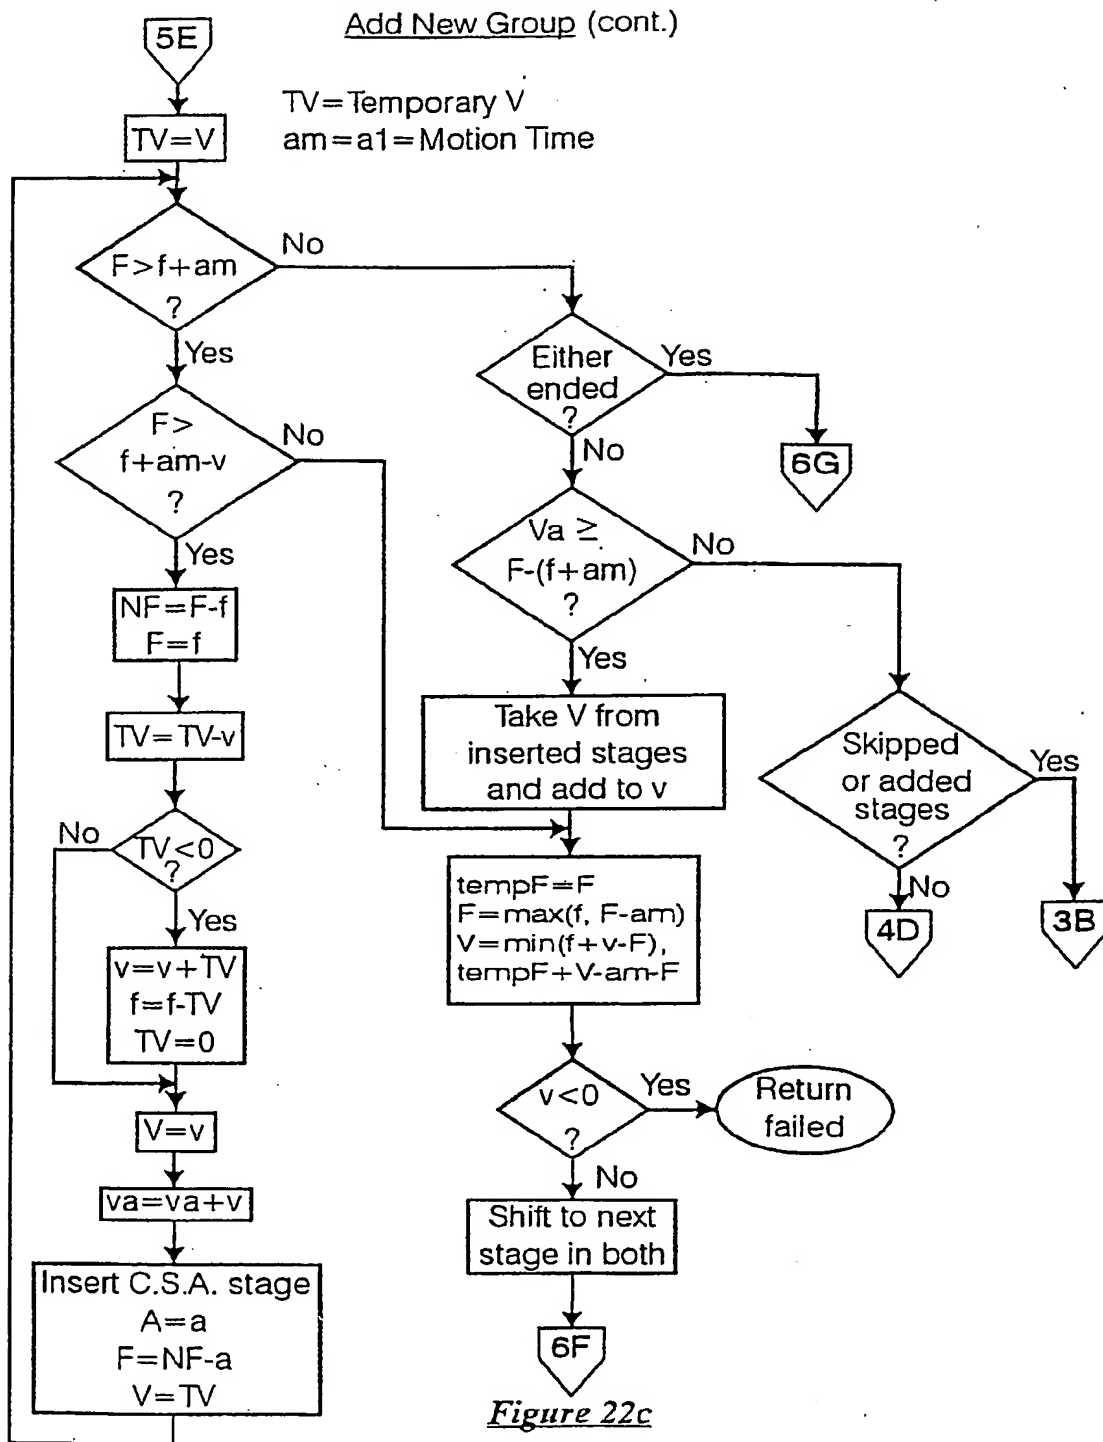 Add New Group (cont.)
5E
TV=Temporary V
am=a1=Motion Time
TV=V
F>f+am
?
No
Yes
Either
ended
?
Yes
No
6G
F>
f+am-v
?
No
Yes
Va ≥
F-(f+am)
?
No
Yes
NF=F-f
F=f
TV=TV-v
Take V from
inserted stages
and add to v
Skipped
or added
stages
?
Yes
No
4D
3B
TV<0
?
No
Yes
v=v+TV
f=f-TV
TV=0
tempF=F
F=max(f, F-am)
V=min(f+v-F),
tempF+V-am-F
V=v
va=va+v
v<0
?
Yes
Return
failed
No
Shift to next
stage in both
Insert C.S.A. stage
A=a
F=NF-a
V=TV
6F
Figure 22c